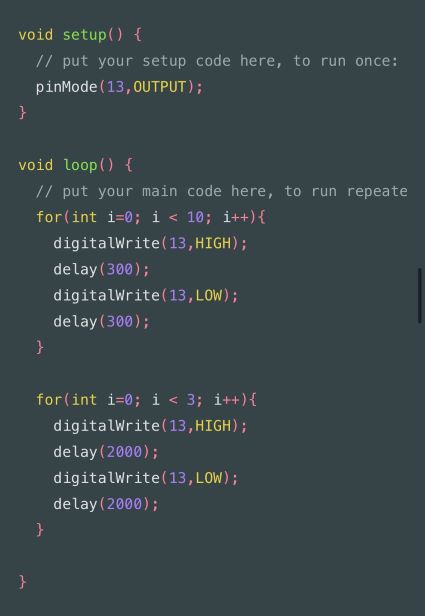 void setup() {
  // put your setup code here, to run once:
  pinMode(13,OUTPUT);
}

void loop() {
  // put your main code here, to run repeate
  for(int i=0; i < 10; i++){
    digitalWrite(13,HIGH);
    delay(300);
    digitalWrite(13,LOW);
    delay(300);
  }

  for(int i=0; i < 3; i++){
    digitalWrite(13,HIGH);
    delay(2000);
    digitalWrite(13,LOW);
    delay(2000);
  }

}